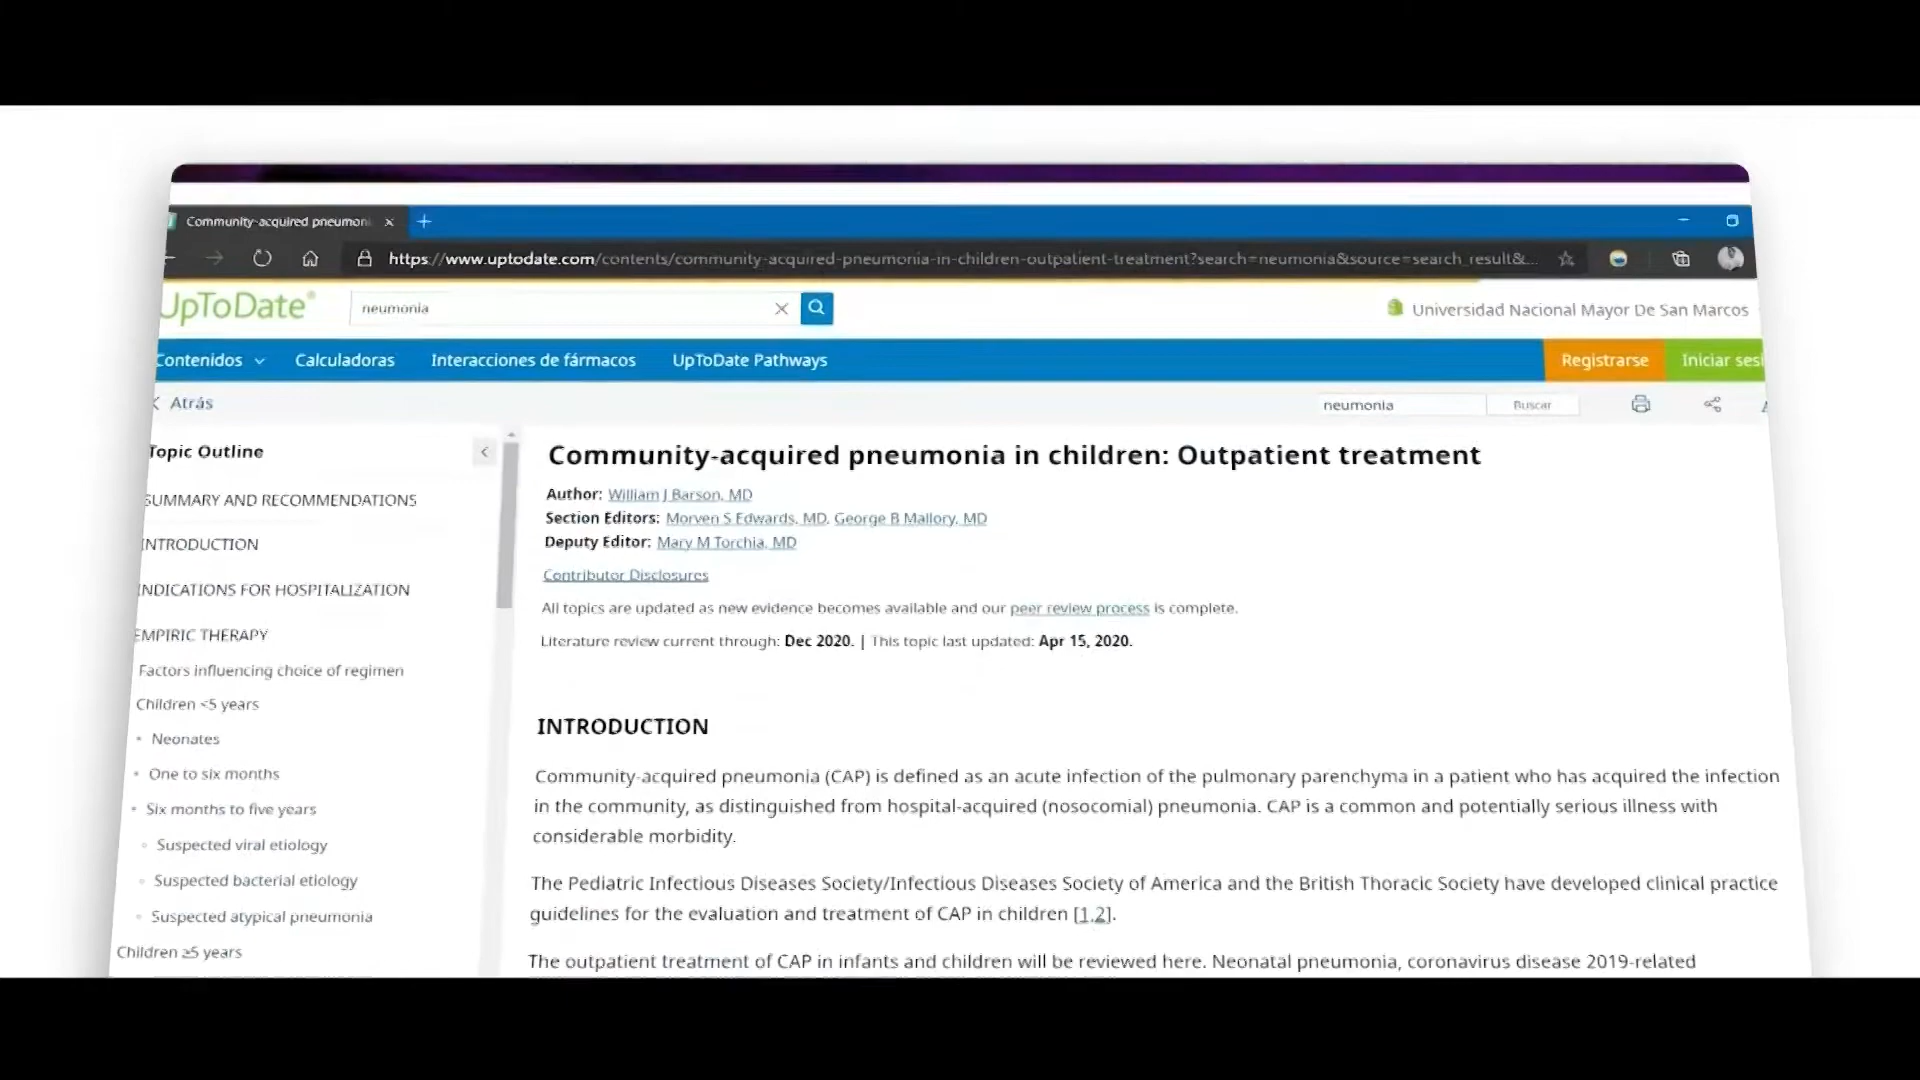 Community-acquired pneumoni
https://www.uptodate.com/contents/community-acquired-pneumonia-in-children-outpatient-treatment?search=neumonia&source=search_result&...
UpToDate®
neumonia
Universidad Nacional Mayor De San Marcos
Contenidos
Calculadoras
Interacciones de fármacos
UpToDate Pathways
Registrarse
Iniciar sesi
Atrás
neumonia
Buscar
Topic Outline
SUMMARY AND RECOMMENDATIONS
INTRODUCTION
INDICATIONS FOR HOSPITALIZATION
EMPIRIC THERAPY
Factors influencing choice of regimen
Children <5 years
• Neonates
• One to six months
• Six months to five years
◦ Suspected viral etiology
◦ Suspected bacterial etiology
◦ Suspected atypical pneumonia
Children ≥5 years
Community-acquired pneumonia in children: Outpatient treatment
Author: William J Barson, MD
Section Editors: Morven S Edwards, MD, George B Mallory, MD
Deputy Editor: Mary M Torchia, MD
Contributor Disclosures
All topics are updated as new evidence becomes available and our peer review process is complete.
Literature review current through: Dec 2020. | This topic last updated: Apr 15, 2020.
INTRODUCTION
Community-acquired pneumonia (CAP) is defined as an acute infection of the pulmonary parenchyma in a patient who has acquired the infection
in the community, as distinguished from hospital-acquired (nosocomial) pneumonia. CAP is a common and potentially serious illness with
considerable morbidity.
The Pediatric Infectious Diseases Society/Infectious Diseases Society of America and the British Thoracic Society have developed clinical practice
guidelines for the evaluation and treatment of CAP in children [1,2].
The outpatient treatment of CAP in infants and children will be reviewed here. Neonatal pneumonia, coronavirus disease 2019-related